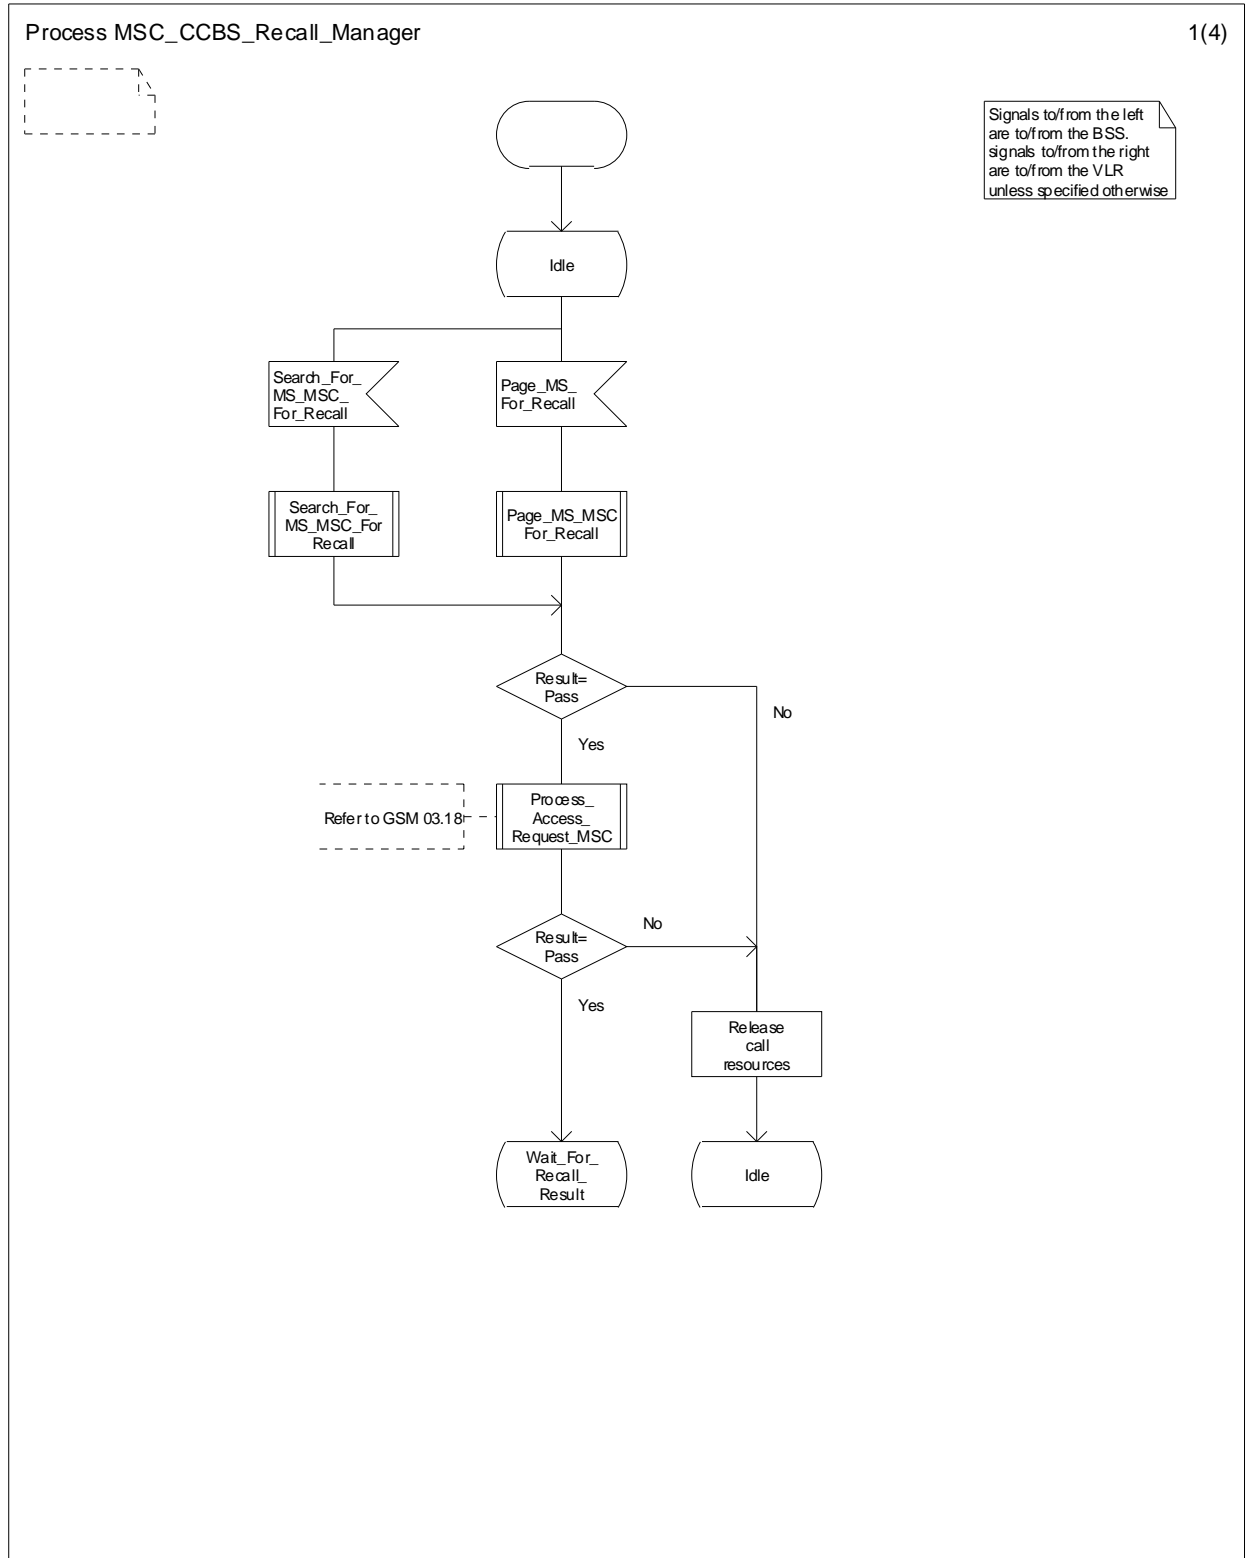 Process MSC_CCBS_Recall_Manager
1(4)
Signals to/from the left
are to/from the BSS.
signals to/from the right
are to/from the VLR
unless specified otherwise
Idle
Search_For_
MS_MSC_
For_Recall
Page_MS_
For_Recall
Search_For_
MS_MSC_For
Recall
Page_MS_MSC
For_Recall
Result=
Pass
No
Yes
Refer to GSM 03.18
Process_
Access_
Request_MSC
Result=
Pass
No
Yes
Release
call
resources
Wait_For_
Recall_
Result
Idle